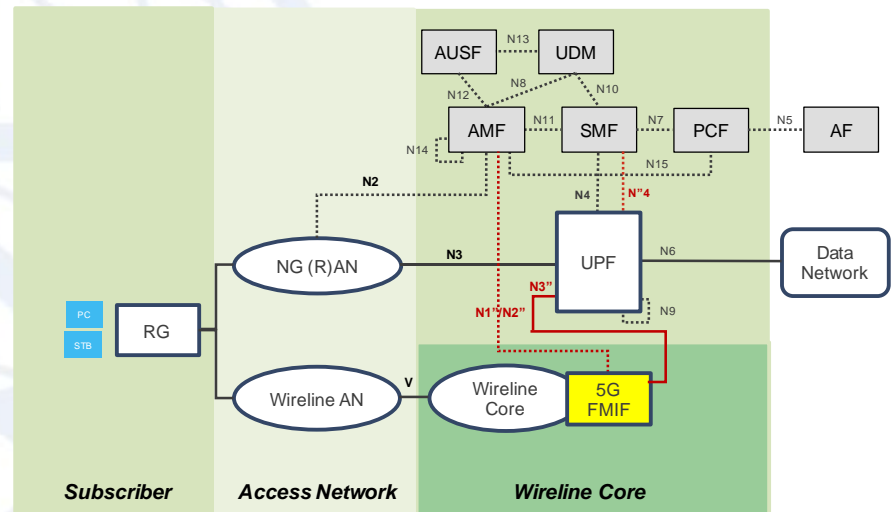 AUSF
N13
UDM
N12
N8
N10
AMF
N11
SMF
N7
PCF
N5
AF
N14
N15
N2
N4
N"4
NG (R)AN
N3
UPF
N6
Data
Network
N3"
N9
N1"/N2"
PC
STB
RG
Wireline AN
V
Wireline
Core
5G
FMIF
Subscriber
Access Network
Wireline Core